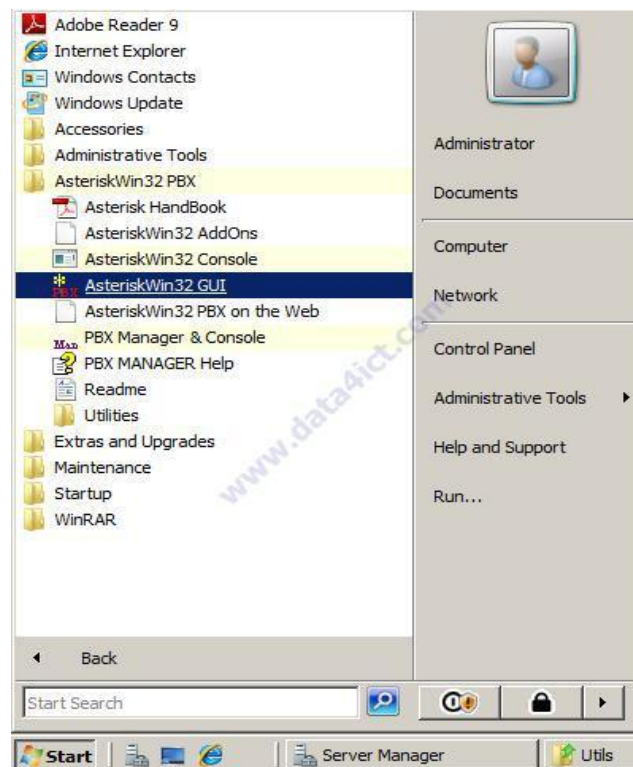 Adobe Reader 9
Internet Explorer
Windows Contacts
Windows Update
Accessories
Administrative Tools
AsteriskWin32 PBX
Asterisk HandBook
AsteriskWin32 AddOns
AsteriskWin32 Console
PBX
AsteriskWin32 GUI
AsteriskWin32 PBX on the Web
Man
PBX Manager & Console
PBX MANAGER Help
Readme
Utilities
Extras and Upgrades
Maintenance
Startup
WinRAR
Back
Start Search
Administrator
Documents
Computer
Network
Control Panel
Administrative Tools
Help and Support
Run...
www.data4ict.com
Start
Server Manager
Utils